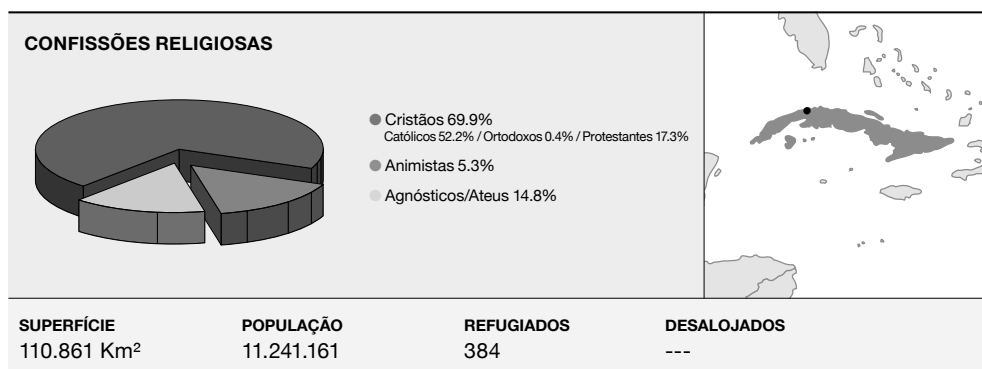 CONFISSÕES RELIGIOSAS
Cristãos 69.9%
Católicos 52.2% / Ortodoxos 0.4% / Protestantes 17.3%
Animistas 5.3%
Agnósticos/Ateus 14.8%
SUPERFÍCIE POPULAÇÃO REFUGIADOS DESALOJADOS
110.861 Km² 11.241.161 384 ---